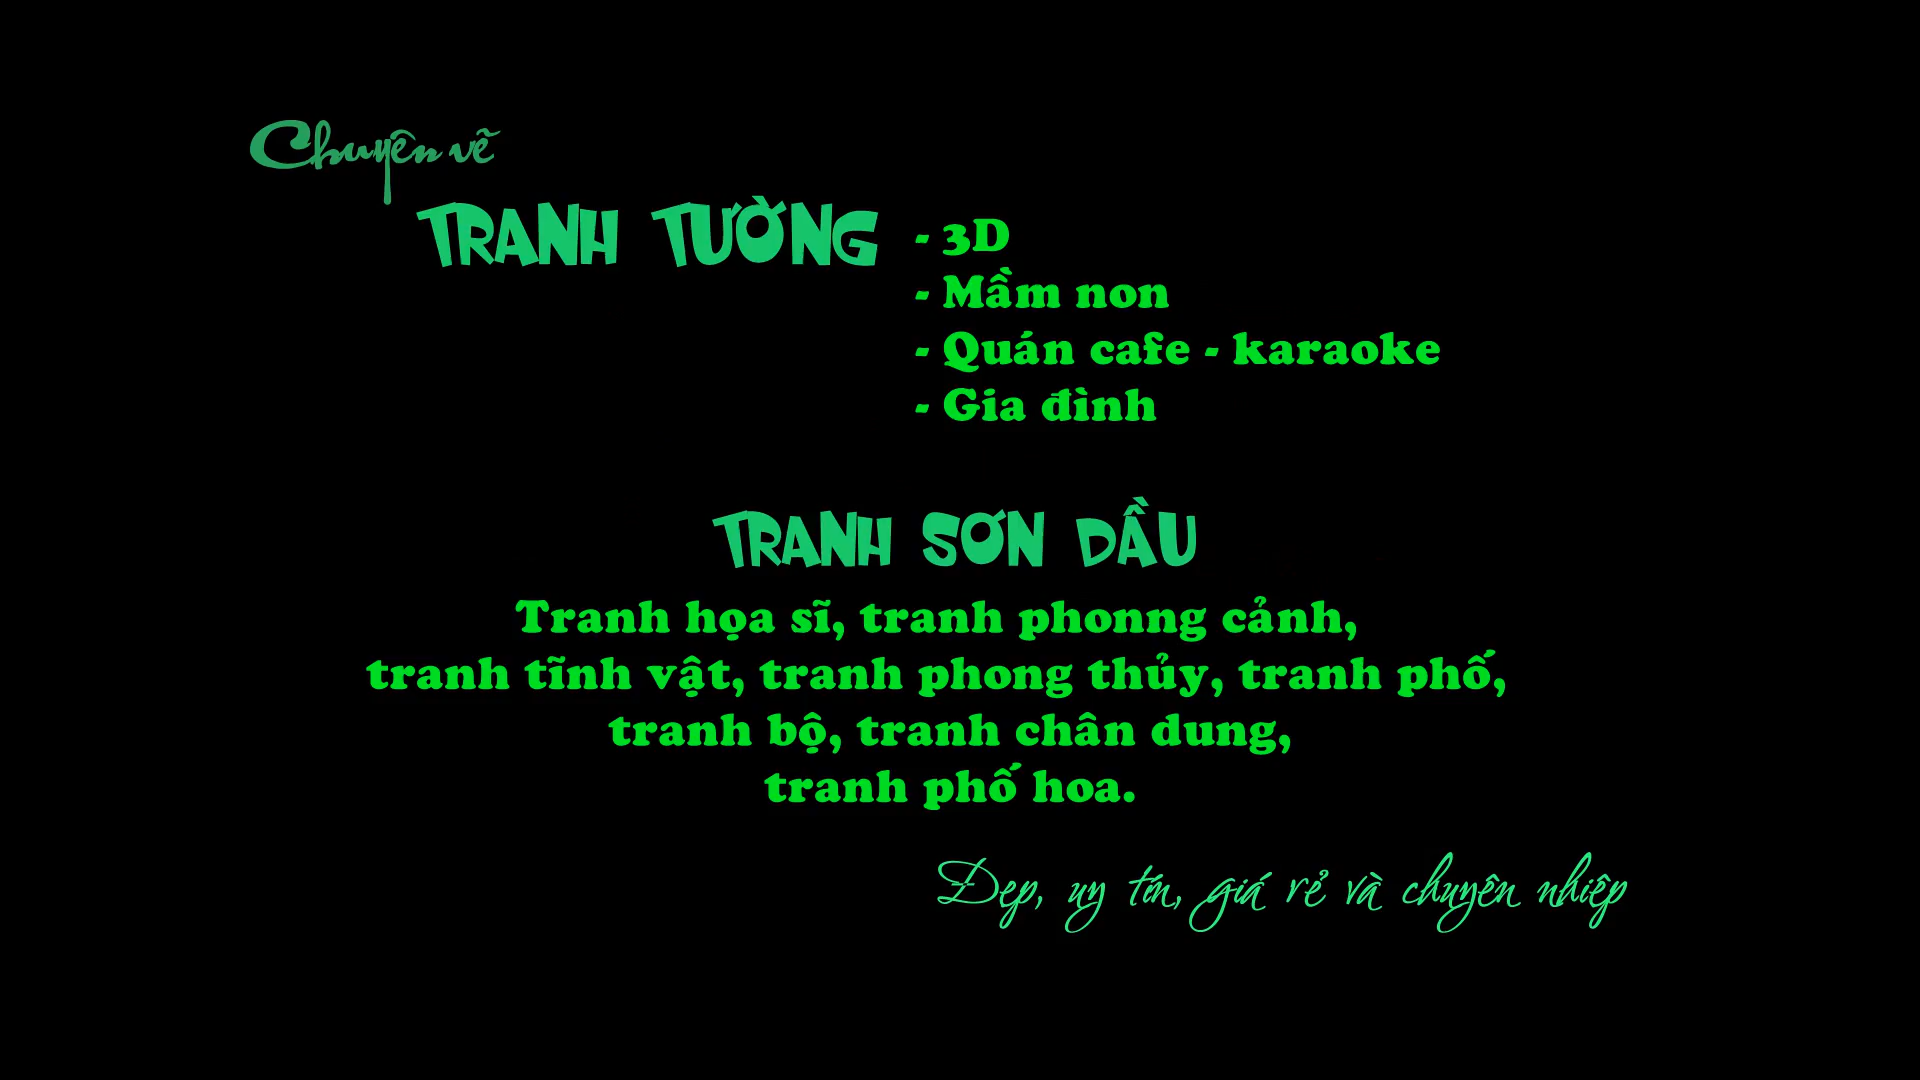 Chuyên vẽ
TRANH TƯỜNG - 3D
- Mầm non
- Quán cafe - karaoke
- Gia đình
TRANH SƠN DẦU
Tranh họa sĩ, tranh phonng cảnh,
tranh tĩnh vật, tranh phong thủy, tranh phố,
tranh bộ, tranh chân dung,
tranh phố hoa.
Đẹp, uy tín, giá rẻ và chuyên nhiệp